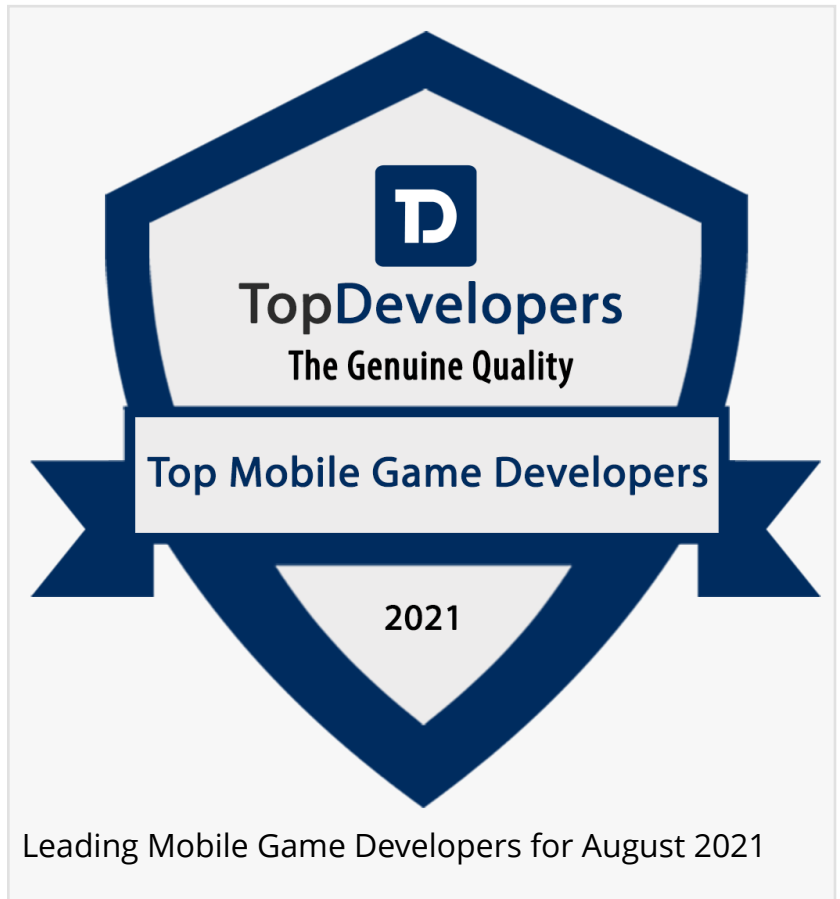 TD
TopDevelopers
The Genuine Quality
Top Mobile Game Developers
2021
Leading Mobile Game Developers for August 2021